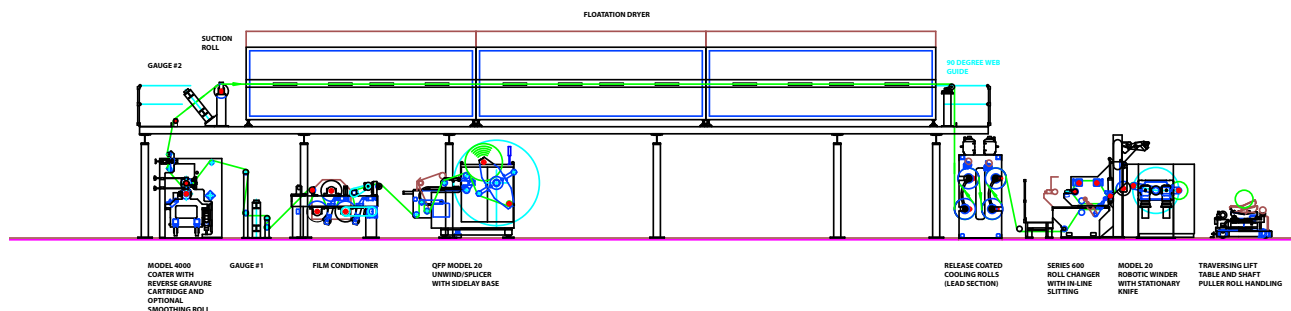 FLOATATION DRYER
SUCTION
ROLL
GAUGE #2
90 DEGREE WEB
GUIDE
MODEL 4000
COATER WITH
REVERSE GRAVURE
CARTRIDGE AND
OPTIONAL
SMOOTHING ROLL
GAUGE #1
FILM CONDITIONER
QFP MODEL 20
UNWIND/SPLICER
WITH SIDELAY BASE
RELEASE COATED
COOLING ROLLS
(LEAD SECTION)
SERIES 600
ROLL CHANGER
WITH IN-LINE
SLITTING
MODEL 20
ROBOTIC WINDER
WITH STATIONARY
KNIFE
TRAVERSING LIFT
TABLE AND SHAFT
PULLER ROLL HANDLING